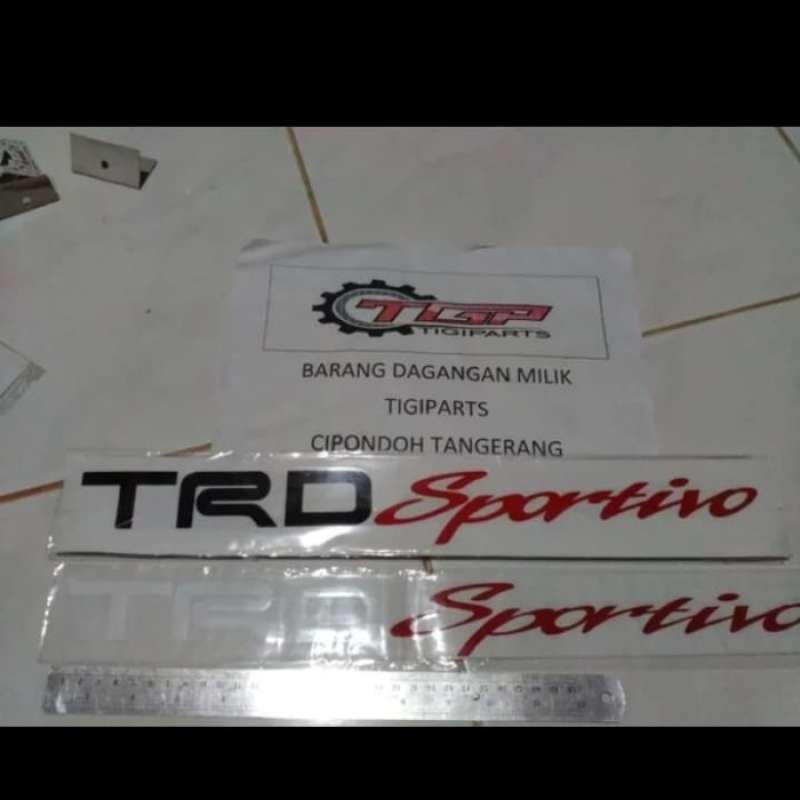 TGP
TIGIPARTS
BARANG DAGANGAN MILIK
TIGIPARTS
CIPONDOH TANGERANG
TRD Sportivo
TRD Sportivo